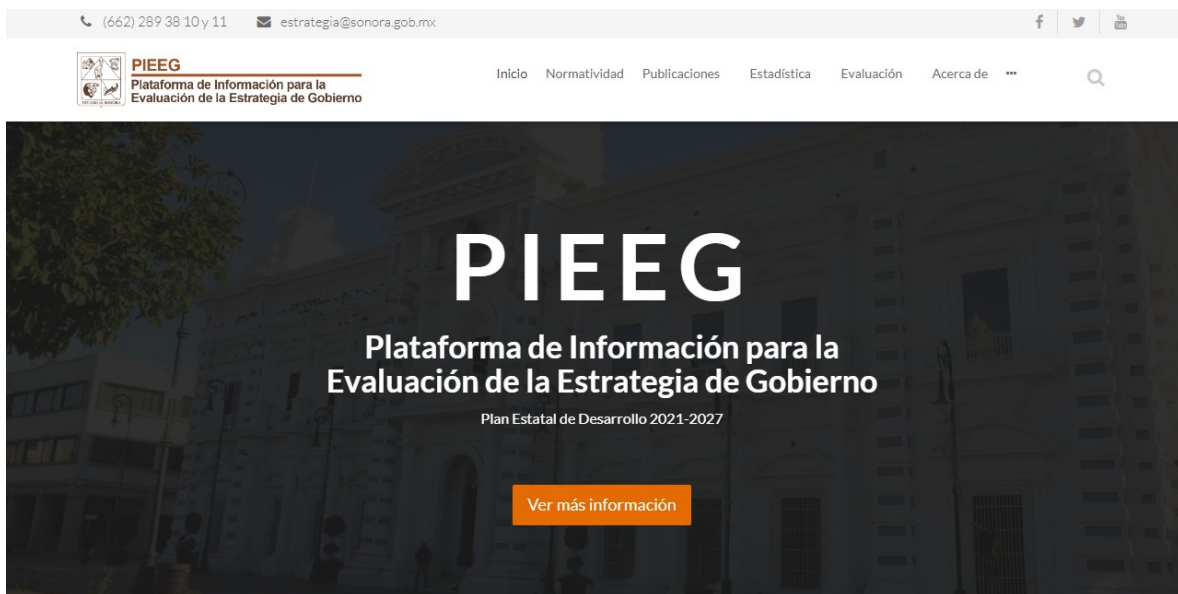 (662) 289 38 10 y 11 estrategia@sonora.gob.mx
PIEEG
Plataforma de Información para la
Evaluación de la Estrategia de Gobierno
Inicio Normatividad Publicaciones Estadística Evaluación Acerca de ···
PIEEG
Plataforma de Información para la
Evaluación de la Estrategia de Gobierno
Plan Estatal de Desarrollo 2021-2027
Ver más información